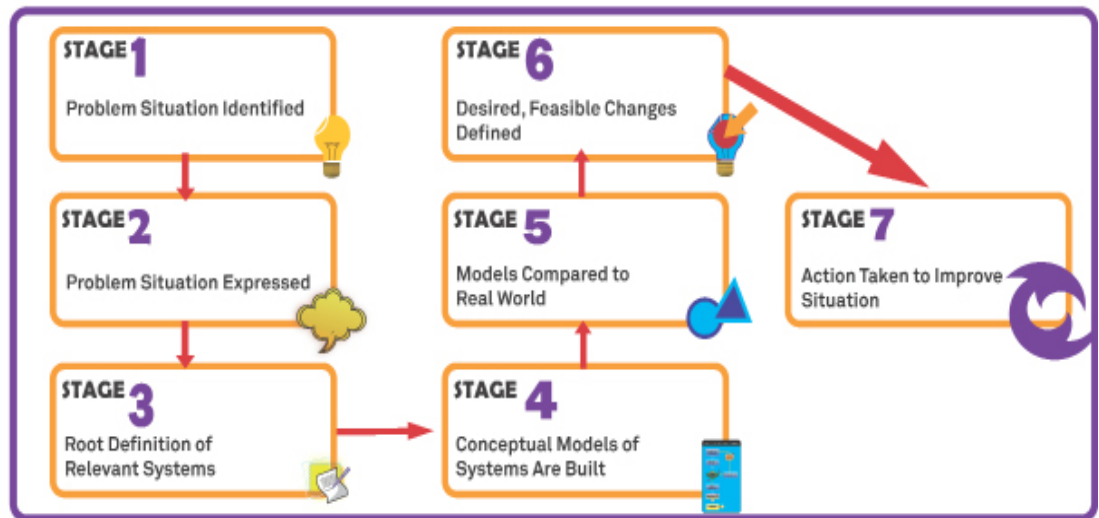 STAGE 1
Problem Situation Identified
STAGE 2
Problem Situation Expressed
STAGE 3
Root Definition of
Relevant Systems
STAGE 4
Conceptual Models of
Systems Are Built
STAGE 5
Models Compared to
Real World
STAGE 6
Desired, Feasible Changes
Defined
STAGE 7
Action Taken to Improve
Situation